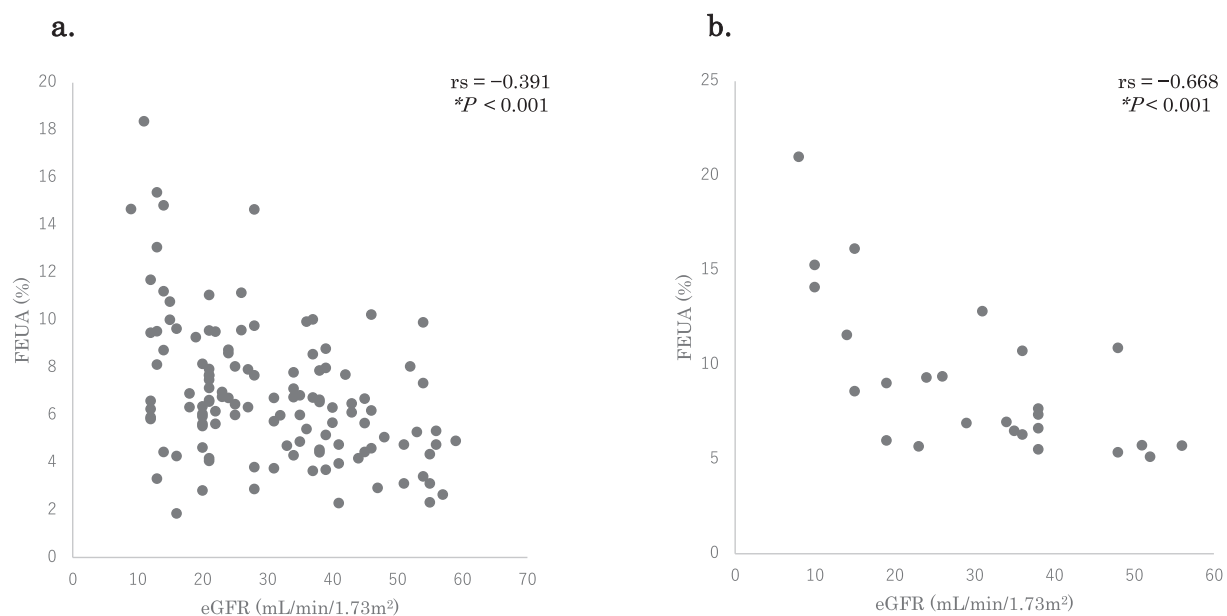 a.
rs = −0.391
*P < 0.001
20
18
16
14
12
10
8
6
4
2
0
FEUA (%)
0 10 20 30 40 50 60 70
eGFR (mL/min/1.73m²)
b.
rs = −0.668
*P< 0.001
25
20
15
10
5
0
FEUA (%)
0 10 20 30 40 50 60
eGFR (mL/min/1.73m²)